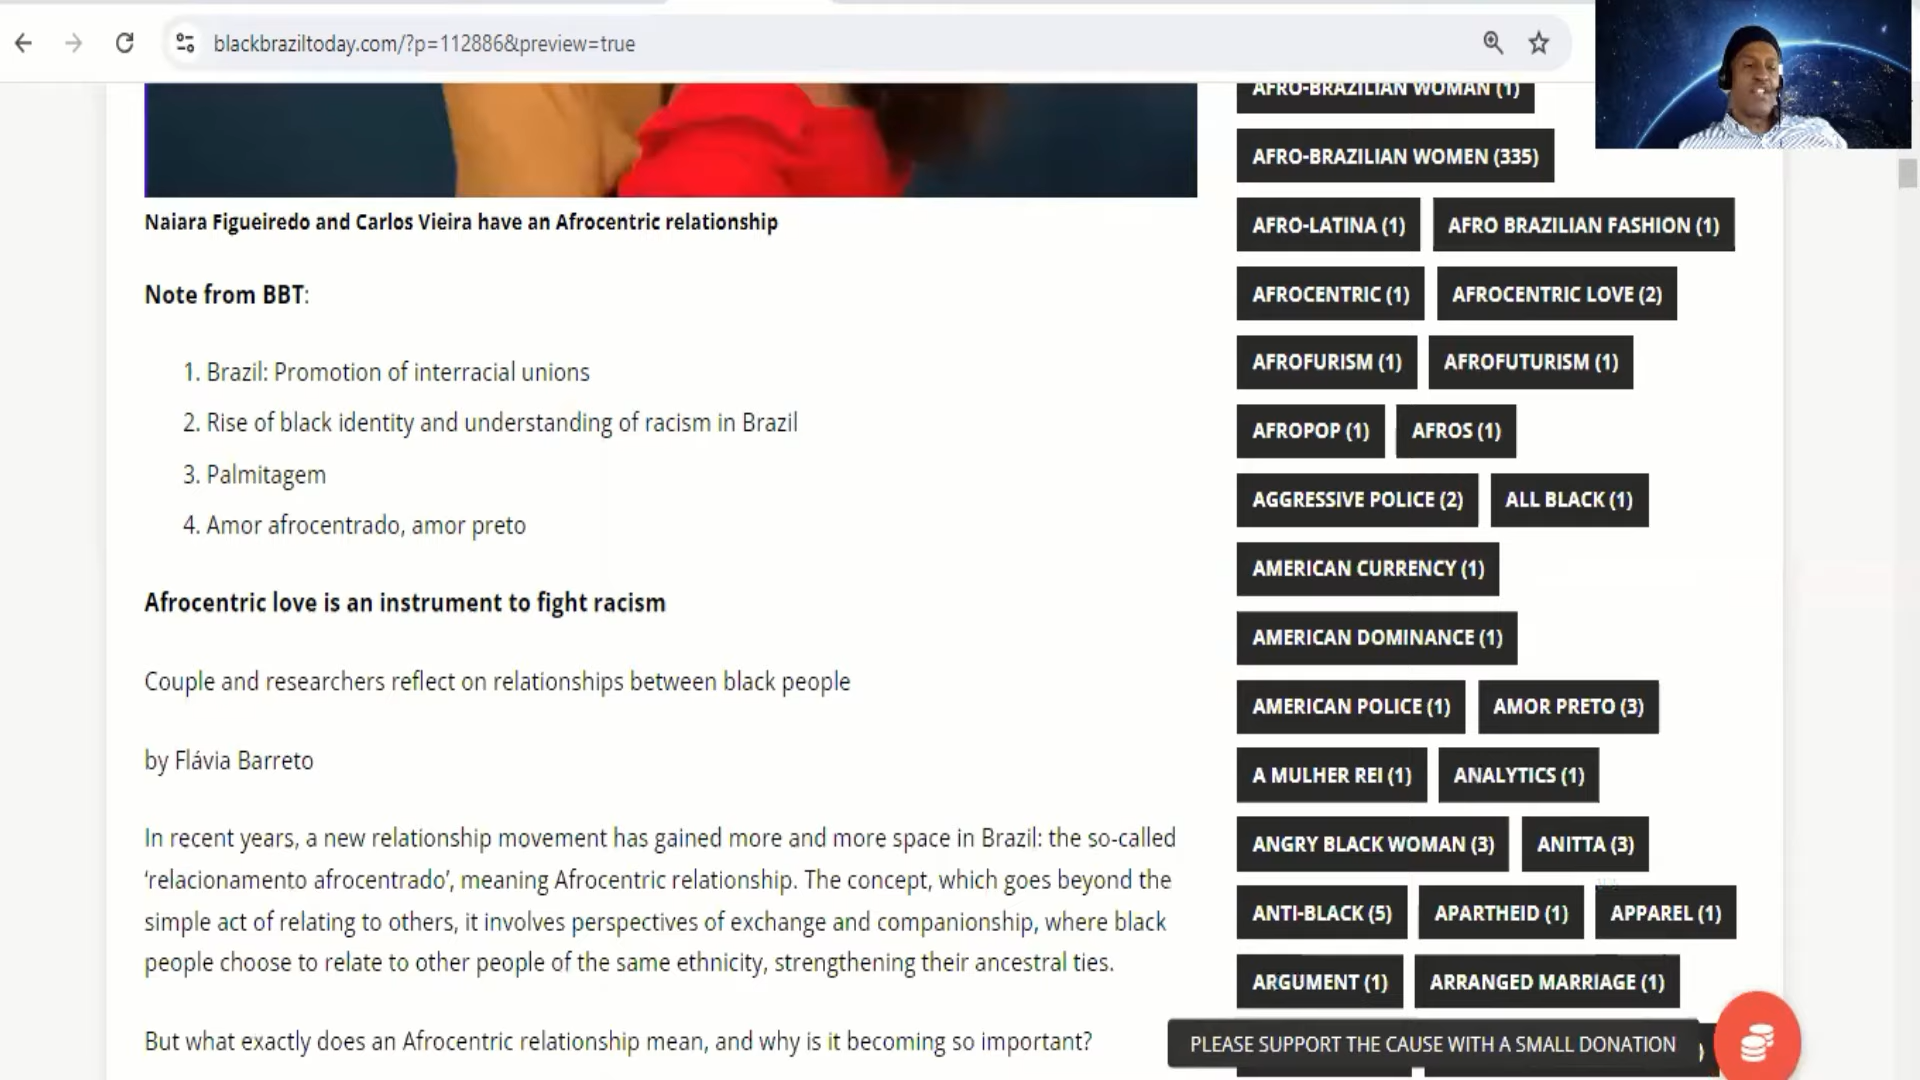 blackbraziltoday.com/?p=112886&preview=true
Naiara Figueiredo and Carlos Vieira have an Afrocentric relationship
Note from BBT:
1. Brazil: Promotion of interracial unions
2. Rise of black identity and understanding of racism in Brazil
3. Palmitagem
4. Amor afrocentrado, amor preto
Afrocentric love is an instrument to fight racism
Couple and researchers reflect on relationships between black people
by Flávia Barreto
In recent years, a new relationship movement has gained more and more space in Brazil: the so-called
‘relacionamento afrocentrado’, meaning Afrocentric relationship. The concept, which goes beyond the
simple act of relating to others, it involves perspectives of exchange and companionship, where black
people choose to relate to other people of the same ethnicity, strengthening their ancestral ties.
But what exactly does an Afrocentric relationship mean, and why is it becoming so important?
AFRO-BRAZILIAN WOMAN (1)
AFRO-BRAZILIAN WOMEN (335)
AFRO-LATINA (1) AFRO BRAZILIAN FASHION (1)
AFROCENTRIC (1) AFROCENTRIC LOVE (2)
AFROFURISM (1) AFROFUTURISM (1)
AFROPOP (1) AFROS (1)
AGGRESSIVE POLICE (2) ALL BLACK (1)
AMERICAN CURRENCY (1)
AMERICAN DOMINANCE (1)
AMERICAN POLICE (1) AMOR PRETO (3)
A MULHER REI (1) ANALYTICS (1)
ANGRY BLACK WOMAN (3) ANITTA (3)
ANTI-BLACK (5) APARTHEID (1) APPAREL (1)
ARGUMENT (1) ARRANGED MARRIAGE (1)
PLEASE SUPPORT THE CAUSE WITH A SMALL DONATION